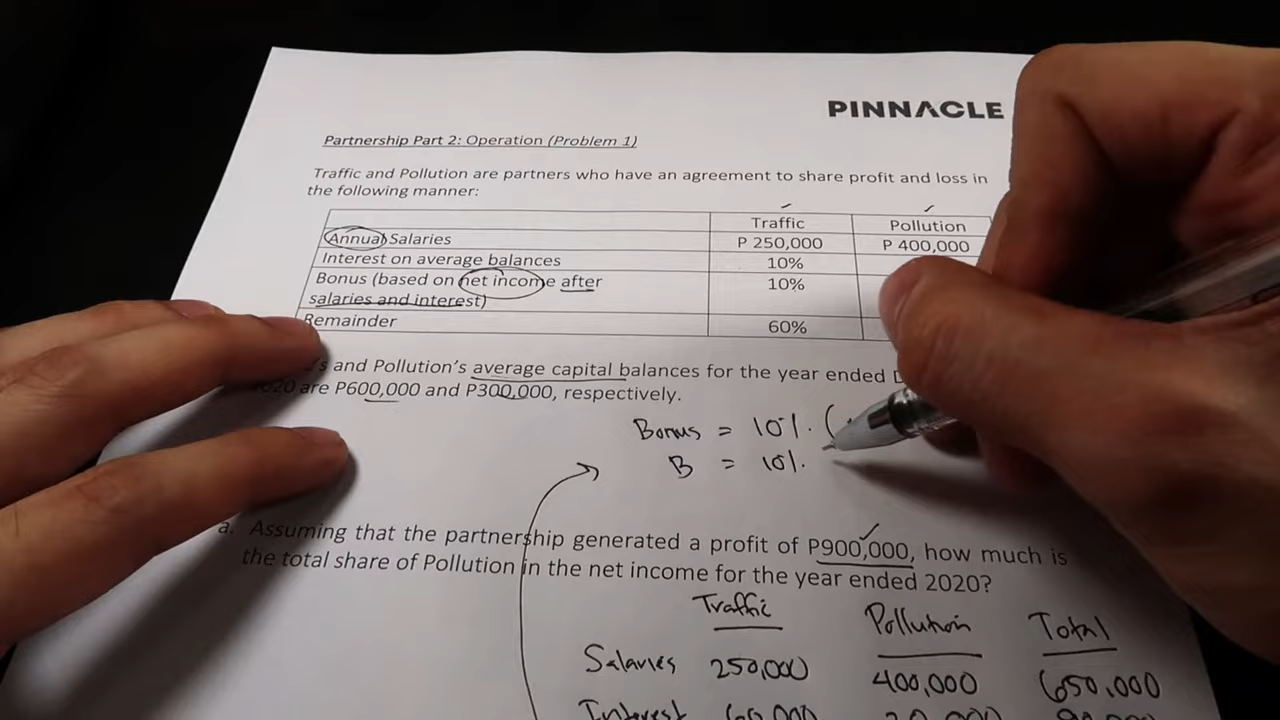 PINNACLE
Partnership Part 2: Operation (Problem 1)
Traffic and Pollution are partners who have an agreement to share profit and loss in
the following manner:
Traffic Pollution
Annual Salaries P 250,000 P 400,000
Interest on average balances 10%
Bonus (based on net income after
salaries and interest) 10%
Remainder 60%
's and Pollution's average capital balances for the year ended
are P600,000 and P300,000, respectively.
Bonus = 10% (
B = 10%
a. Assuming that the partnership generated a profit of P900,000, how much is
the total share of Pollution in the net income for the year ended 2020?
Traffic Pollution Total
Salaries 250,000 400,000 650,000
Interest 60,000